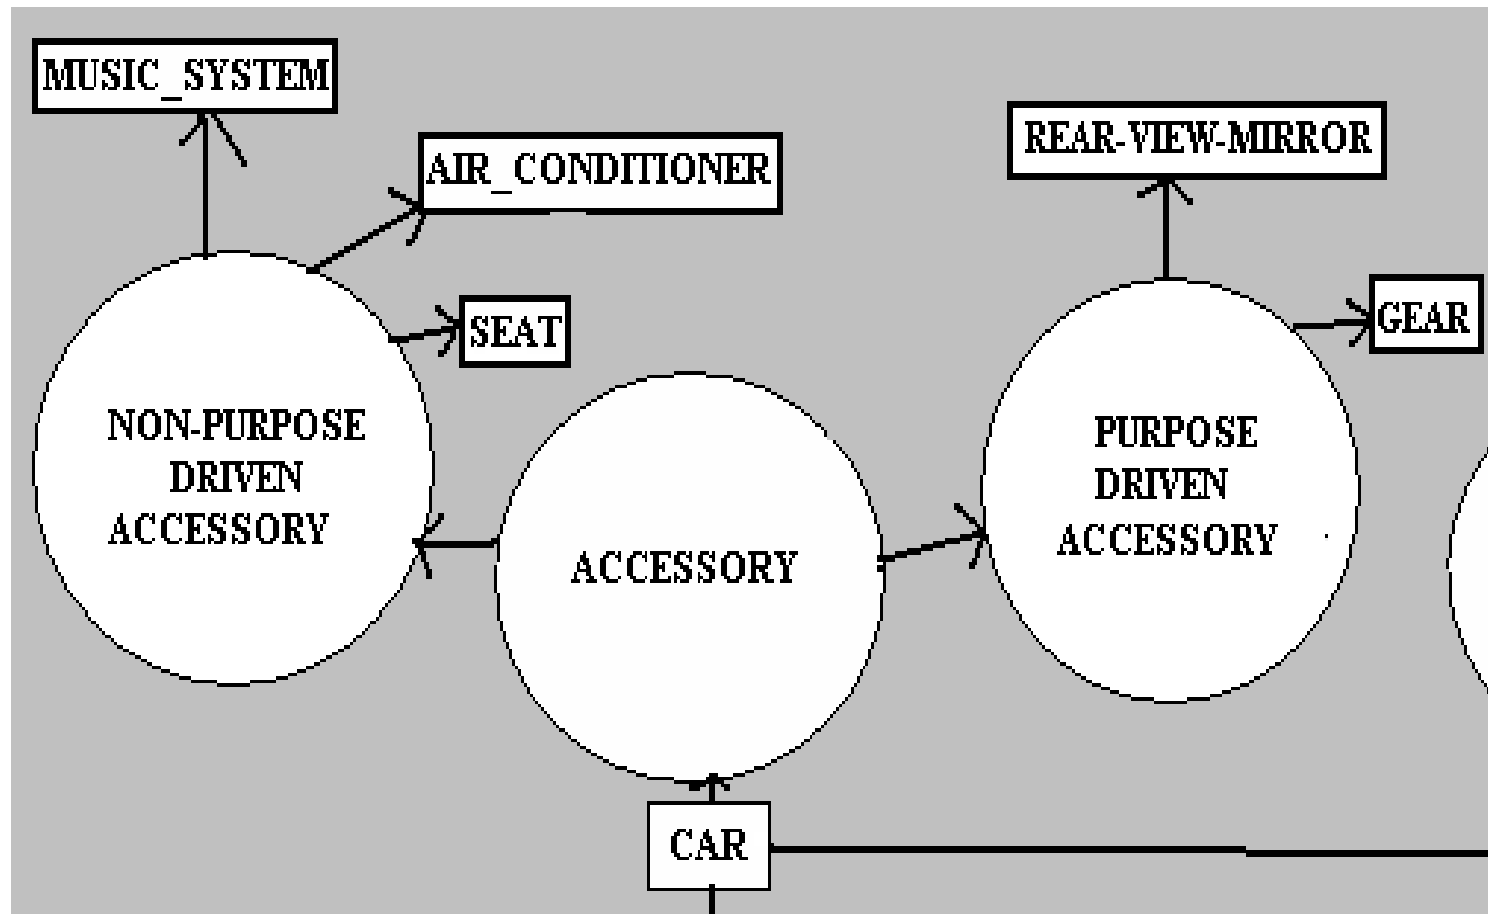 MUSIC_SYSTEM
AIR_CONDITIONER
REAR-VIEW-MIRROR
SEAT
GEAR
NON-PURPOSE
DRIVEN
ACCESSORY
ACCESSORY
PURPOSE
DRIVEN
ACCESSORY
CAR